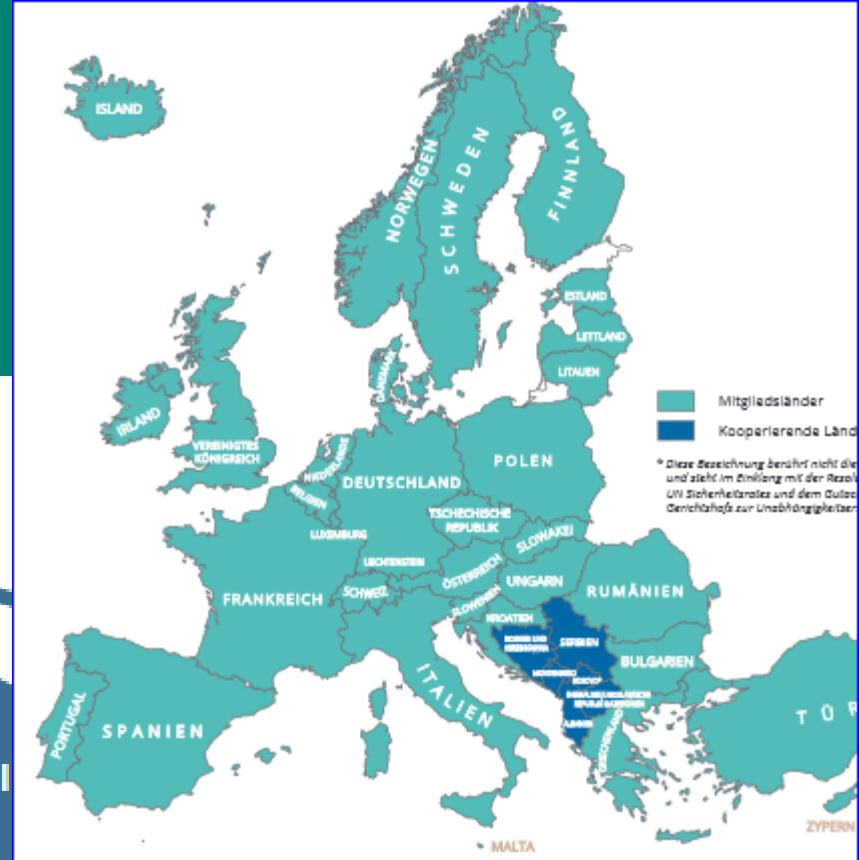 ISLAND
NORWEGEN
SCHWEDEN
FINNLAND
ESTLAND
LETTLAND
LITAUEN
DÄNEMARK
IRLAND
VEREINIGTES
KÖNIGREICH
NIEDERLANDE
BELGIEN
DEUTSCHLAND
POLEN
Mitgliedsländer
Kooperierende Länd
* Diese Bezeichnung berührt nicht die
und steht im Einklang mit der Resol
UN Sicherheitsrates und dem Gutac
Gerichtshofs zur Unabhängigkeitser
LUXEMBURG
TSCHECHISCHE
REPUBLIK
SLOWAKEI
LIECHTENSTEIN
ÖSTERREICH
UNGARN
RUMÄNIEN
FRANKREICH
SCHWEIZ
SLOWENIEN
KROATIEN
BOSNIEN UND
HERZEGOWINA
SERBIEN
BULGARIEN
MONTENEGRO
KOSOVO*
ITALIEN
ALBANIEN
GRIECHENLAND
PORTUGAL
SPANIEN
TÜR
ZYPERN
MALTA